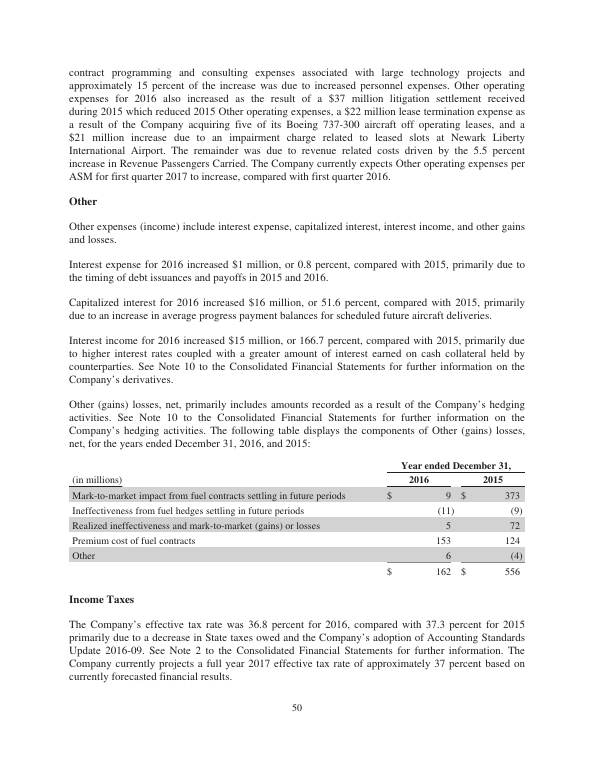 contract programming and consulting expenses associated with large technology projects and
approximately 15 percent of the increase was due to increased personnel expenses. Other operating
expenses for 2016 also increased as the result of a $37 million litigation settlement received
during 2015 which reduced 2015 Other operating expenses, a $22 million lease termination expense as
a result of the Company acquiring five of its Boeing 737-300 aircraft off operating leases, and a
$21 million increase due to an impairment charge related to leased slots at Newark Liberty
International Airport. The remainder was due to revenue related costs driven by the 5.5 percent
increase in Revenue Passengers Carried. The Company currently expects Other operating expenses per
ASM for first quarter 2017 to increase, compared with first quarter 2016.
Other
Other expenses (income) include interest expense, capitalized interest, interest income, and other gains
and losses.
Interest expense for 2016 increased $1 million, or 0.8 percent, compared with 2015, primarily due to
the timing of debt issuances and payoffs in 2015 and 2016.
Capitalized interest for 2016 increased $16 million, or 51.6 percent, compared with 2015, primarily
due to an increase in average progress payment balances for scheduled future aircraft deliveries.
Interest income for 2016 increased $15 million, or 166.7 percent, compared with 2015, primarily due
to higher interest rates coupled with a greater amount of interest earned on cash collateral held by
counterparties. See Note 10 to the Consolidated Financial Statements for further information on the
Company's derivatives.
Other (gains) losses, net, primarily includes amounts recorded as a result of the Company's hedging
activities. See Note 10 to the Consolidated Financial Statements for further information on the
Company's hedging activities. The following table displays the components of Other (gains) losses,
net, for the years ended December 31, 2016, and 2015:
Year ended December 31,
(in millions) 2016 2015
Mark-to-market impact from fuel contracts settling in future periods $ 9 $ 373
Ineffectiveness from fuel hedges settling in future periods (11) (9)
Realized ineffectiveness and mark-to-market (gains) or losses 5 72
Premium cost of fuel contracts 153 124
Other 6 (4)
$ 162 $ 556
Income Taxes
The Company's effective tax rate was 36.8 percent for 2016, compared with 37.3 percent for 2015
primarily due to a decrease in State taxes owed and the Company's adoption of Accounting Standards
Update 2016-09. See Note 2 to the Consolidated Financial Statements for further information. The
Company currently projects a full year 2017 effective tax rate of approximately 37 percent based on
currently forecasted financial results.
50